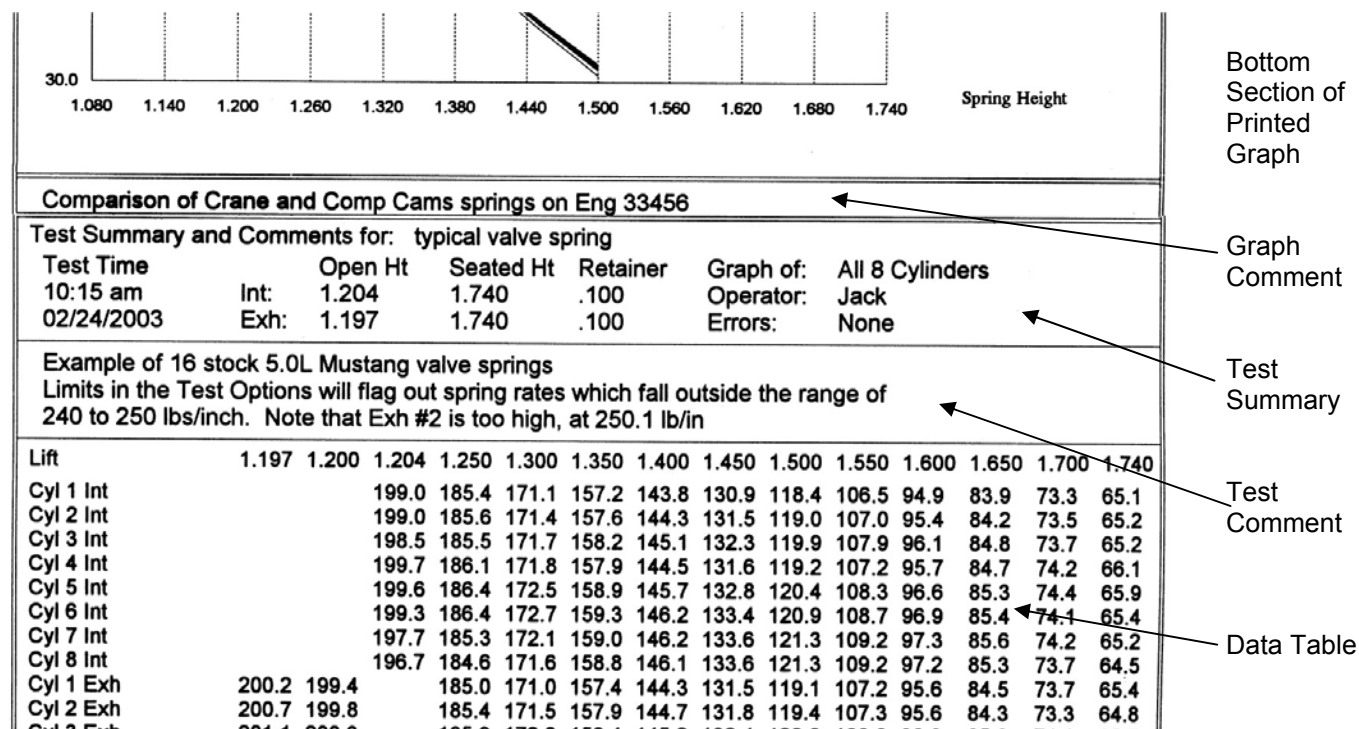 30.0
1.080 1.140 1.200 1.260 1.320 1.380 1.440 1.500 1.560 1.620 1.680 1.740 Spring Height
Bottom
Section of
Printed
Graph
Comparison of Crane and Comp Cams springs on Eng 33456
Graph
Comment
Test Summary and Comments for: typical valve spring
Test Time Open Ht Seated Ht Retainer Graph of: All 8 Cylinders
10:15 am Int: 1.204 1.740 .100 Operator: Jack
02/24/2003 Exh: 1.197 1.740 .100 Errors: None
Test
Summary
Example of 16 stock 5.0L Mustang valve springs
Limits in the Test Options will flag out spring rates which fall outside the range of
240 to 250 lbs/inch. Note that Exh #2 is too high, at 250.1 lb/in
Test
Comment
Lift 1.197 1.200 1.204 1.250 1.300 1.350 1.400 1.450 1.500 1.550 1.600 1.650 1.700 1.740
Cyl 1 Int 199.0 185.4 171.1 157.2 143.8 130.9 118.4 106.5 94.9 83.9 73.3 65.1
Cyl 2 Int 199.0 185.6 171.4 157.6 144.3 131.5 119.0 107.0 95.4 84.2 73.5 65.2
Cyl 3 Int 198.5 185.5 171.7 158.2 145.1 132.3 119.9 107.9 96.1 84.8 73.7 65.2
Cyl 4 Int 199.7 186.1 171.8 157.9 144.5 131.6 119.2 107.2 95.7 84.7 74.2 66.1
Cyl 5 Int 199.6 186.4 172.5 158.9 145.7 132.8 120.4 108.3 96.6 85.3 74.4 65.9
Cyl 6 Int 199.3 186.4 172.7 159.3 146.2 133.4 120.9 108.7 96.9 85.4 74.1 65.4
Cyl 7 Int 197.7 185.3 172.1 159.0 146.2 133.6 121.3 109.2 97.3 85.6 74.2 65.2
Cyl 8 Int 196.7 184.6 171.6 158.8 146.1 133.6 121.3 109.2 97.2 85.3 73.7 64.5
Cyl 1 Exh 200.2 199.4 185.0 171.0 157.4 144.3 131.5 119.1 107.2 95.6 84.5 73.7 65.4
Cyl 2 Exh 200.7 199.8 185.4 171.5 157.9 144.7 131.8 119.4 107.3 95.6 84.3 73.3 64.8
Data Table